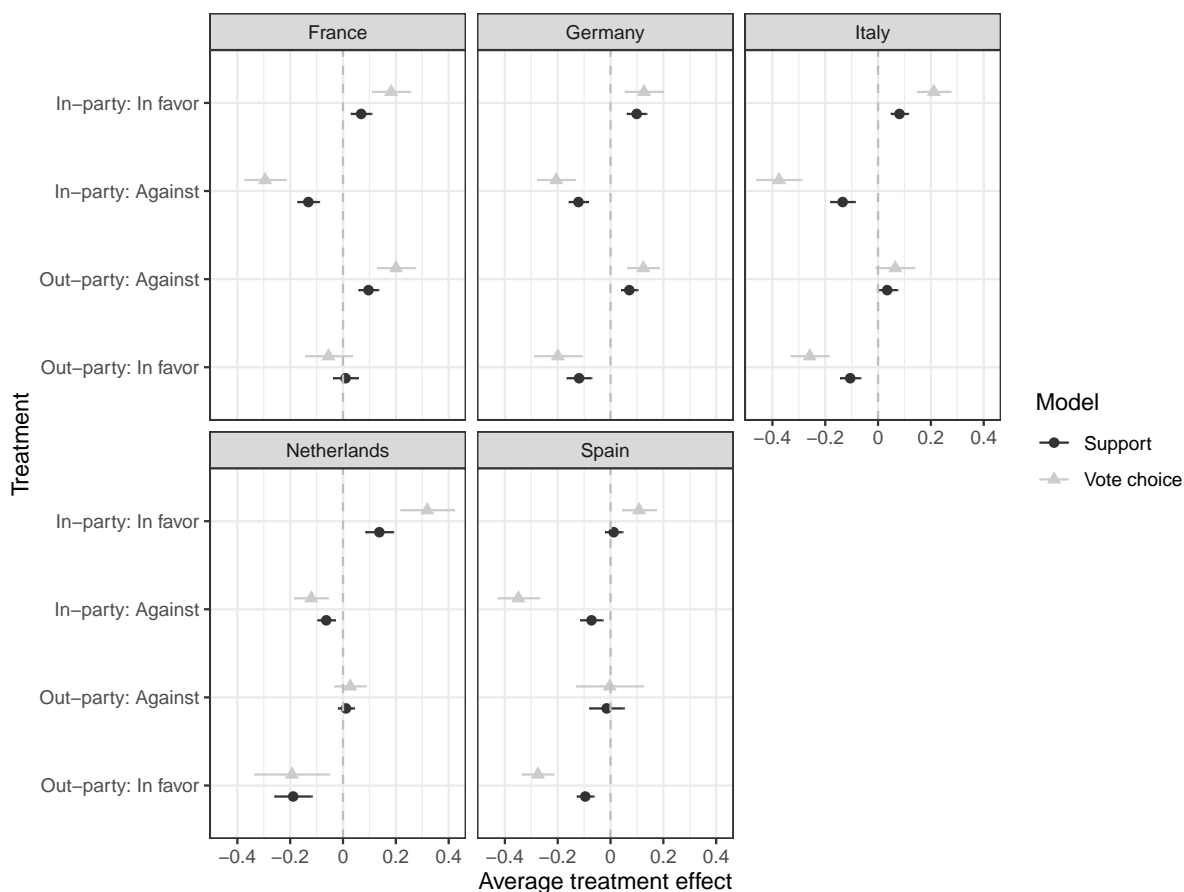 France
Germany
Italy
In−party: In favor
In−party: Against
Out−party: Against
Out−party: In favor
−0.4 −0.2 0 0.2 0.4
Netherlands
Spain
In−party: In favor
In−party: Against
Out−party: Against
Out−party: In favor
−0.4 −0.2 0 0.2 0.4
−0.4 −0.2 0 0.2 0.4
Treatment
Average treatment effect
Model
Support
Vote choice